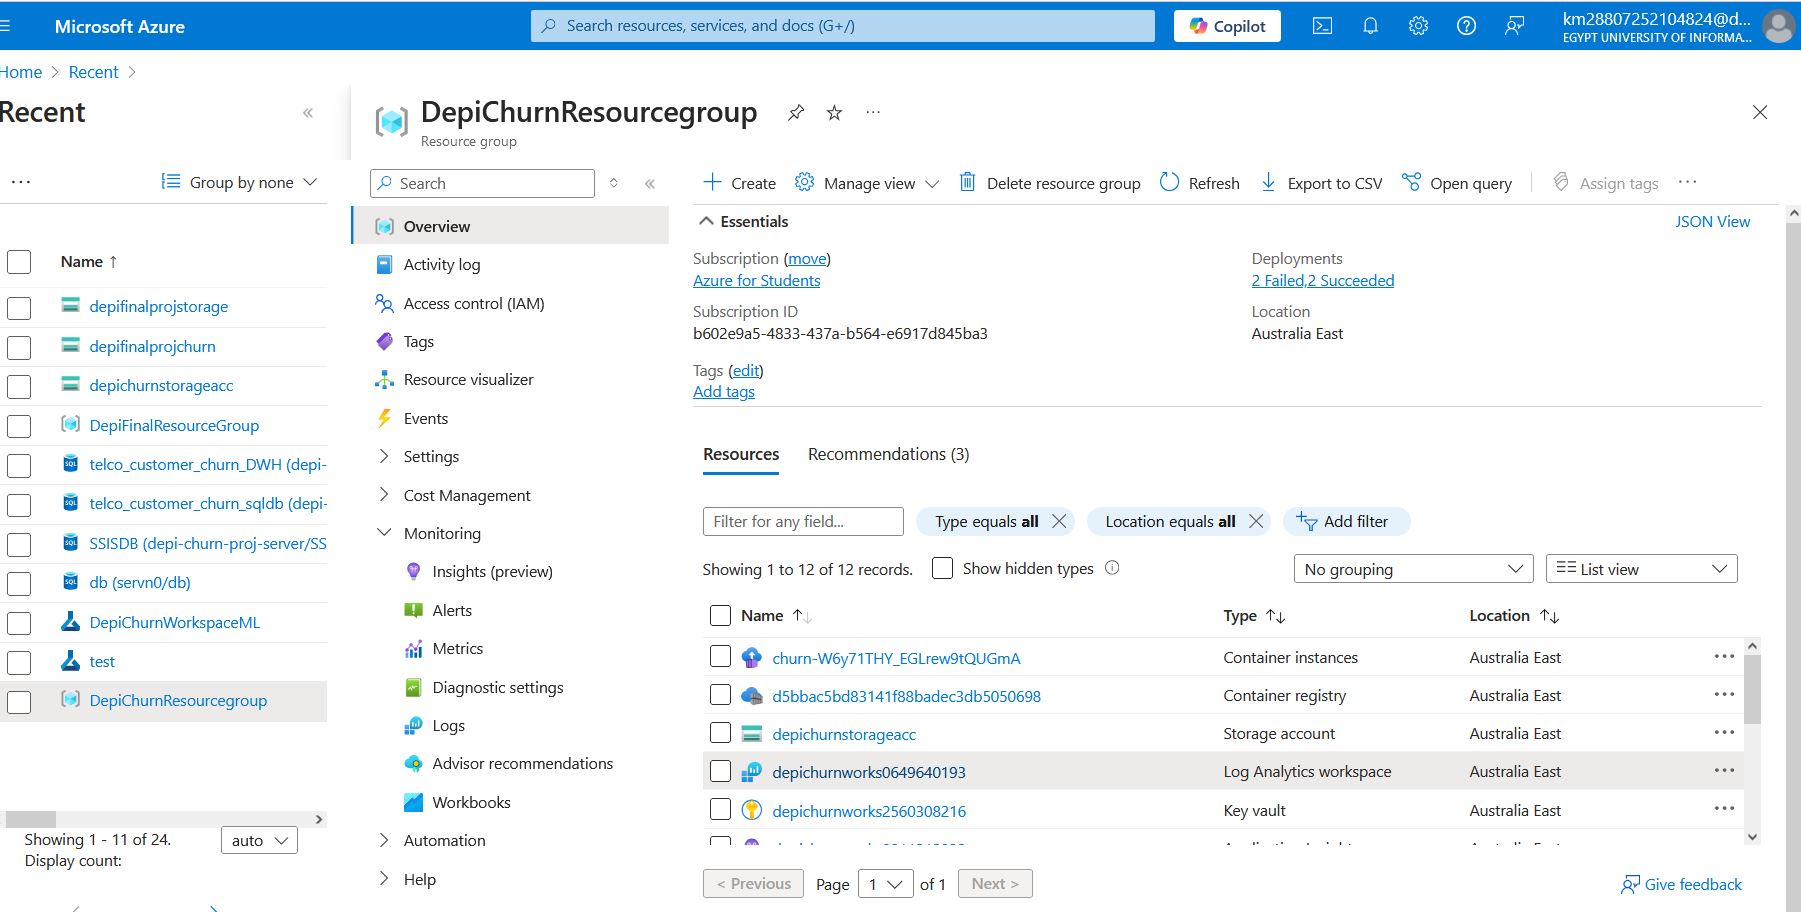 Microsoft Azure
Search resources, services, and docs (G+/)
Copilot
km28807252104824@d...
EGYPT UNIVERSITY OF INFORMA...
Home > Recent >
Recent
«
...
Group by none
Name ↑
depifinalprojstorage
depifinalprojchurn
depichurnstorageacc
DepiFinalResourceGroup
telco_customer_churn_DWH (depi-
telco_customer_churn_sqldb (depi-
SSISDB (depi-churn-proj-server/SS
db (servn0/db)
DepiChurnWorkspaceML
test
DepiChurnResourcegroup
Showing 1 - 11 of 24.
Display count:
auto
DepiChurnResourcegroup
...
Resource group
Search
«
Overview
Activity log
Access control (IAM)
Tags
Resource visualizer
Events
Settings
Cost Management
Monitoring
Insights (preview)
Alerts
Metrics
Diagnostic settings
Logs
Advisor recommendations
Workbooks
Automation
Help
Create
Manage view
Delete resource group
Refresh
Export to CSV
Open query
Assign tags
...
Essentials
JSON View
Subscription (move)
Azure for Students
Subscription ID
b602e9a5-4833-437a-b564-e6917d845ba3
Tags (edit)
Add tags
Deployments
2 Failed,2 Succeeded
Location
Australia East
Resources
Recommendations (3)
Filter for any field...
Type equals all
Location equals all
Add filter
Showing 1 to 12 of 12 records.
Show hidden types
No grouping
List view
Name ↑↓ Type ↑↓ Location ↑↓
churn-W6y71THY_EGLrew9tQUGmA Container instances Australia East ...
d5bbac5bd83141f88badec3db5050698 Container registry Australia East ...
depichurnstorageacc Storage account Australia East ...
depichurnworks0649640193 Log Analytics workspace Australia East ...
depichurnworks2560308216 Key vault Australia East ...
< Previous Page 1 of 1 Next >
Give feedback